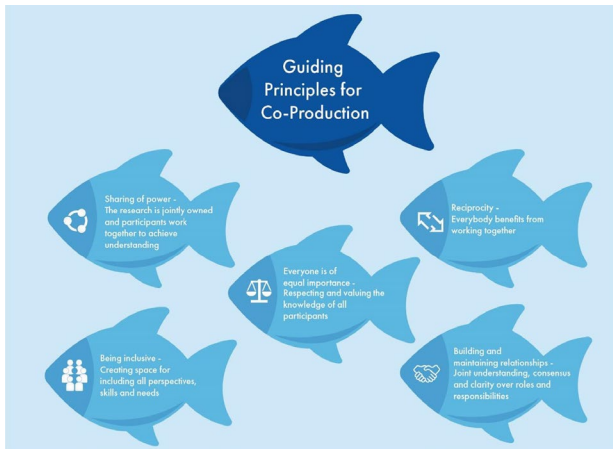 Guiding
Principles for
Co-Production
Sharing of power -
The research is jointly owned
and participants work
together to achieve
understanding
Reciprocity -
Everybody benefits from
working together
Everyone is of
equal importance -
Respecting and valuing the
knowledge of all
participants
Being inclusive -
Creating space for
including all perspectives,
skills and needs
Building and
maintaining relationships -
Joint understanding, consensus
and clarity over roles and
responsibilities